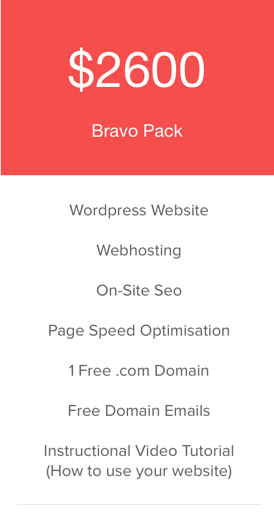 $2600
Bravo Pack
Wordpress Website
Webhosting
On-Site Seo
Page Speed Optimisation
1 Free .com Domain
Free Domain Emails
Instructional Video Tutorial
(How to use your website)